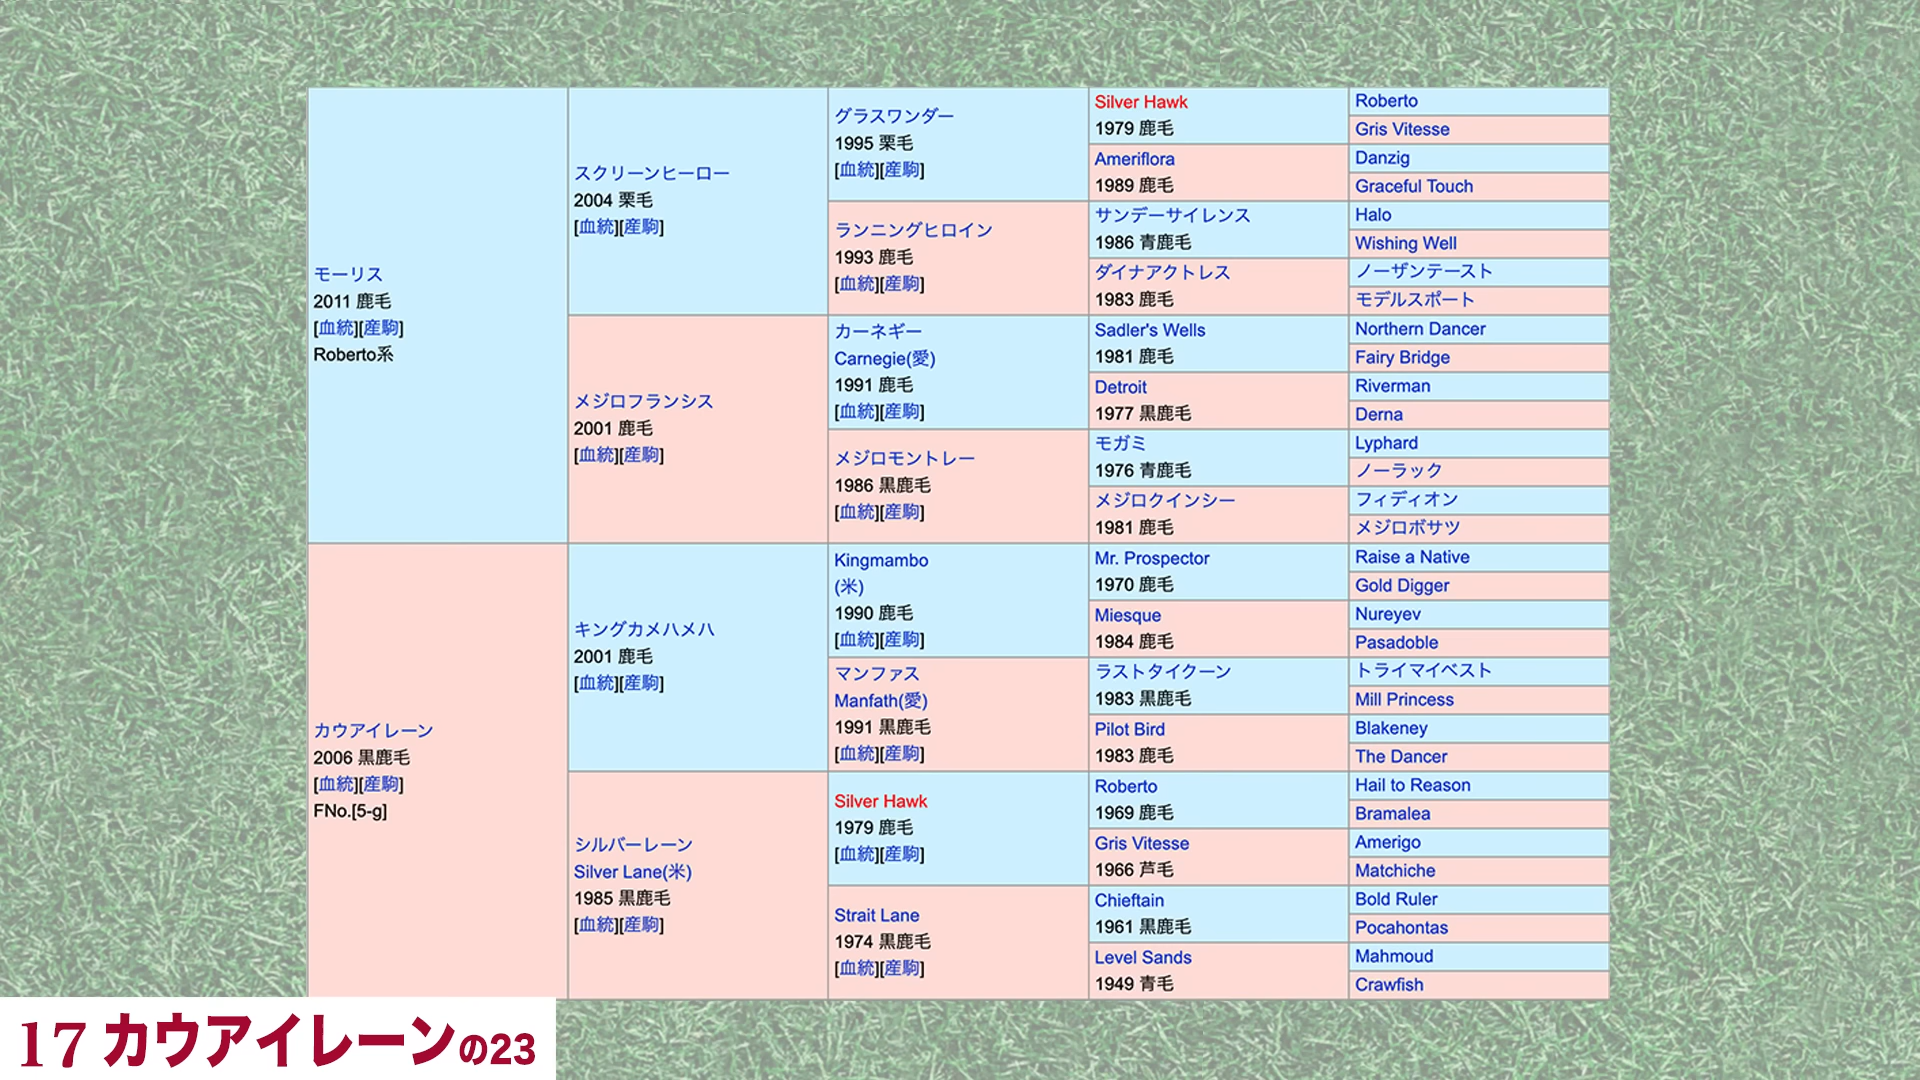 モーリス
2011 鹿毛
[血統][産駒]
Roberto系
スクリーンヒーロー
2004 栗毛
[血統][産駒]
グラスワンダー
1995 栗毛
[血統][産駒]
Silver Hawk
1979 鹿毛
Roberto
Gris Vitesse
Ameriflora
1989 鹿毛
Danzig
Graceful Touch
ランニングヒロイン
1993 鹿毛
[血統][産駒]
サンデーサイレンス
1986 青鹿毛
Halo
Wishing Well
ダイナアクトレス
1983 鹿毛
ノーザンテースト
モデルスポート
メジロフランシス
2001 鹿毛
[血統][産駒]
カーネギー
Carnegie(愛)
1991 鹿毛
[血統][産駒]
Sadler's Wells
1981 鹿毛
Northern Dancer
Fairy Bridge
Detroit
1977 黒鹿毛
Riverman
Derna
メジロモントレー
1986 黒鹿毛
[血統][産駒]
モガミ
1976 青鹿毛
Lyphard
ノーラック
メジロクインシー
1981 鹿毛
フィディオン
メジロボサツ
カウアイレーン
2006 黒鹿毛
[血統][産駒]
FNo.[5-g]
キングカメハメハ
2001 鹿毛
[血統][産駒]
Kingmambo
(米)
1990 鹿毛
[血統][産駒]
Mr. Prospector
1970 鹿毛
Raise a Native
Gold Digger
Miesque
1984 鹿毛
Nureyev
Pasadoble
マンファス
Manfath(愛)
1991 黒鹿毛
[血統][産駒]
ラストタイクーン
1983 黒鹿毛
トライマイベスト
Mill Princess
Pilot Bird
1983 鹿毛
Blakeney
The Dancer
シルバーレーン
Silver Lane(米)
1985 黒鹿毛
[血統][産駒]
Silver Hawk
1979 鹿毛
[血統][産駒]
Roberto
1969 鹿毛
Hail to Reason
Bramalea
Gris Vitesse
1966 芦毛
Amerigo
Matchiche
Strait Lane
1974 黒鹿毛
[血統][産駒]
Chieftain
1961 黒鹿毛
Bold Ruler
Pocahontas
Level Sands
1949 青毛
Mahmoud
Crawfish
17 カウアイレーンの23